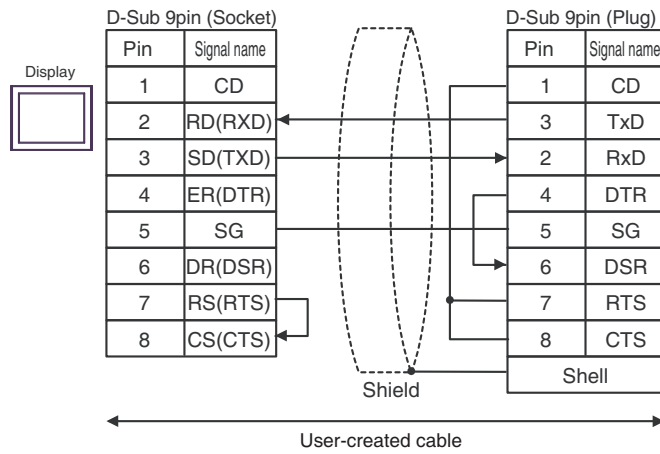 D-Sub 9pin (Socket) D-Sub 9pin (Plug)
Pin Signal name Pin Signal name
Display
1 CD 1 CD
2 RD(RXD) 3 TxD
3 SD(TXD) 2 RxD
4 ER(DTR) 4 DTR
5 SG 5 SG
6 DR(DSR) 6 DSR
7 RS(RTS) 7 RTS
8 CS(CTS) 8 CTS
Shell
Shield
User-created cable